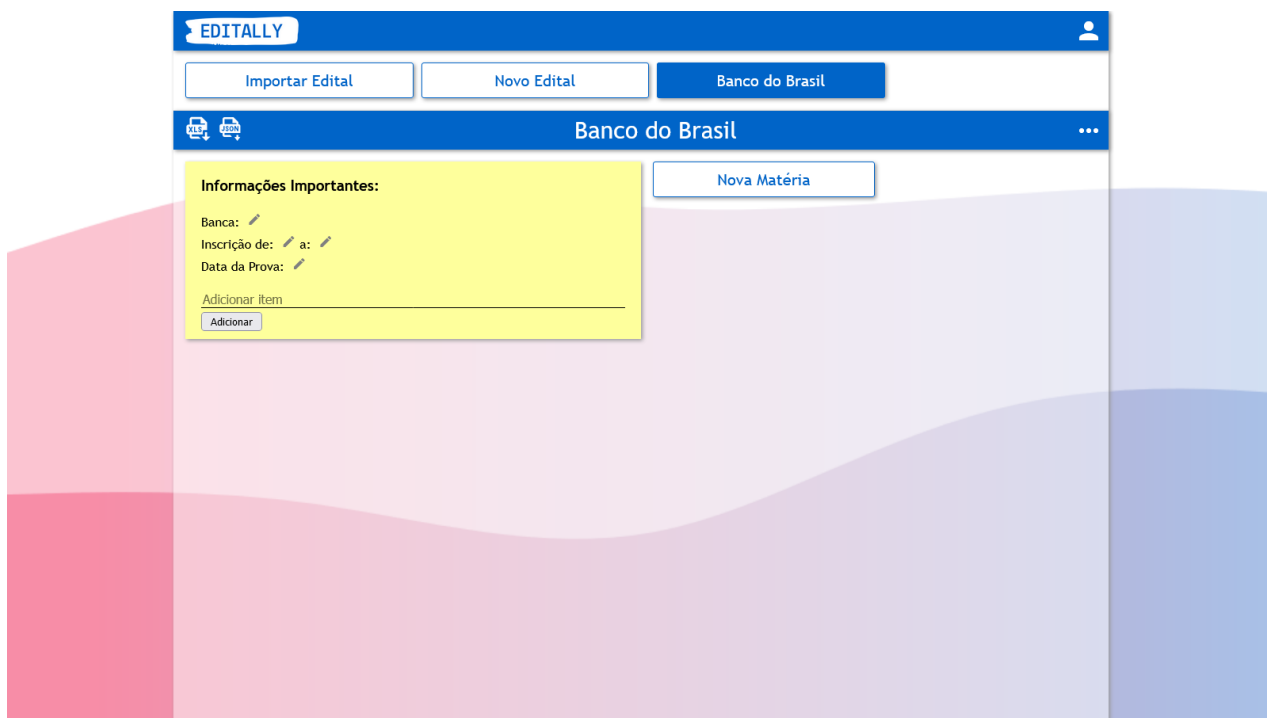 EDITALLY
Importar Edital
Novo Edital
Banco do Brasil
XLS
JSON
Banco do Brasil
Informações Importantes:
Banca:
Inscrição de: a:
Data da Prova:
Adicionar item
Adicionar
Nova Matéria